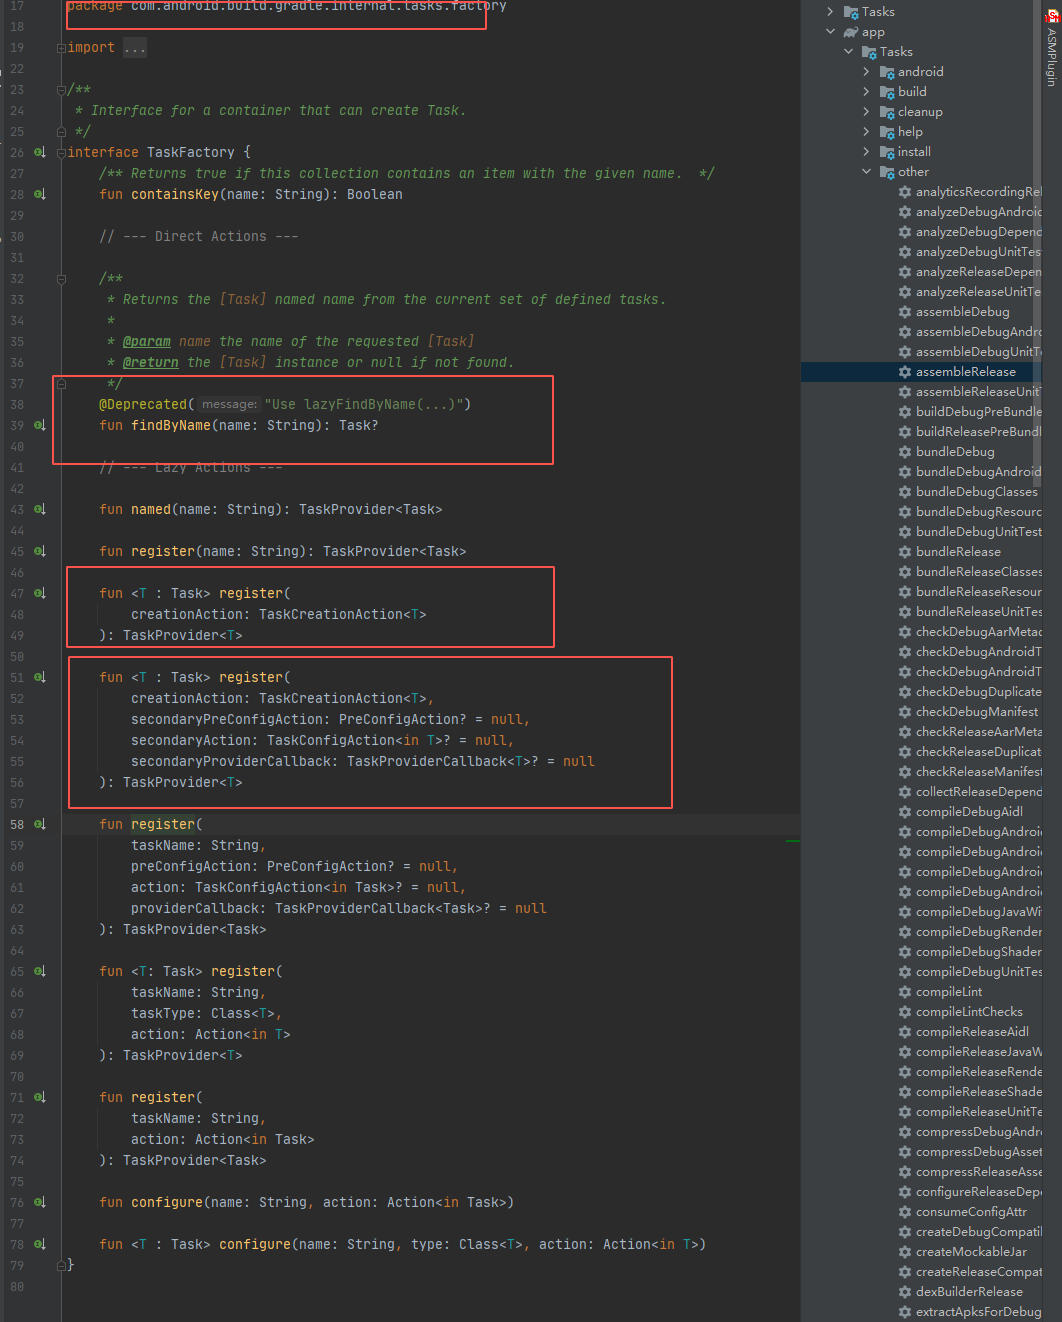 17 package com.android.build.gradle.internal.tasks.factory
18
19 import ...
22
23 /**
24  * Interface for a container that can create Task.
25  */
26 interface TaskFactory {
27     /** Returns true if this collection contains an item with the given name.  */
28     fun containsKey(name: String): Boolean
29
30     // --- Direct Actions ---
31
32     /**
33      * Returns the [Task] named name from the current set of defined tasks.
34      *
35      * @param name the name of the requested [Task]
36      * @return the [Task] instance or null if not found.
37      */
38     @Deprecated( message: "Use lazyFindByName(...)")
39     fun findByName(name: String): Task?
40
41     // --- Lazy Actions ---
42
43     fun named(name: String): TaskProvider<Task>
44
45     fun register(name: String): TaskProvider<Task>
46
47     fun <T : Task> register(
48         creationAction: TaskCreationAction<T>
49     ): TaskProvider<T>
50
51     fun <T : Task> register(
52         creationAction: TaskCreationAction<T>,
53         secondaryPreConfigAction: PreConfigAction? = null,
54         secondaryAction: TaskConfigAction<in T>? = null,
55         secondaryProviderCallback: TaskProviderCallback<T>? = null
56     ): TaskProvider<T>
57
58     fun register(
59         taskName: String,
60         preConfigAction: PreConfigAction? = null,
61         action: TaskConfigAction<in Task>? = null,
62         providerCallback: TaskProviderCallback<Task>? = null
63     ): TaskProvider<Task>
64
65     fun <T: Task> register(
66         taskName: String,
67         taskType: Class<T>,
68         action: Action<in T>
69     ): TaskProvider<T>
70
71     fun register(
72         taskName: String,
73         action: Action<in Task>
74     ): TaskProvider<Task>
75
76     fun configure(name: String, action: Action<in Task>)
77
78     fun <T : Task> configure(name: String, type: Class<T>, action: Action<in T>)
79 }
80
Tasks
app
Tasks
android
build
cleanup
help
install
other
analyticsRecordingRel
analyzeDebugAndroid
analyzeDebugDepend
analyzeDebugUnitTes
analyzeReleaseDepen
analyzeReleaseUnitTe
assembleDebug
assembleDebugAndro
assembleDebugUnitTe
assembleRelease
assembleReleaseUnitT
buildDebugPreBundle
buildReleasePreBundl
bundleDebug
bundleDebugAndroid
bundleDebugClasses
bundleDebugResourc
bundleDebugUnitTest
bundleRelease
bundleReleaseClasses
bundleReleaseResour
bundleReleaseUnitTes
checkDebugAarMetad
checkDebugAndroidT
checkDebugAndroidT
checkDebugDuplicate
checkDebugManifest
checkReleaseAarMeta
checkReleaseDuplicat
checkReleaseManifest
collectReleaseDepend
compileDebugAidl
compileDebugAndroi
compileDebugAndroi
compileDebugAndroi
compileDebugAndroi
compileDebugJavaWi
compileDebugRender
compileDebugShader
compileDebugUnitTes
compileLint
compileLintChecks
compileReleaseAidl
compileReleaseJavaW
compileReleaseRende
compileReleaseShade
compileReleaseUnitTe
compressDebugAndr
compressDebugAsset
compressReleaseAsse
configureReleaseDepe
consumeConfigAttr
createDebugCompatil
createMockableJar
createReleaseCompat
dexBuilderRelease
extractApksForDebug
ASMPlugin